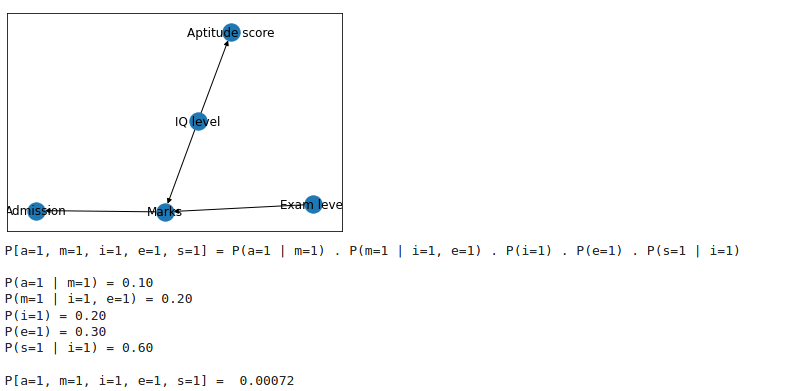 Aptitude score
IQ level
Exam leve
Admission
Marks
P[a=1, m=1, i=1, e=1, s=1] = P(a=1 | m=1) . P(m=1 | i=1, e=1) . P(i=1) . P(e=1) . P(s=1 | i=1)
P(a=1 | m=1) = 0.10
P(m=1 | i=1, e=1) = 0.20
P(i=1) = 0.20
P(e=1) = 0.30
P(s=1 | i=1) = 0.60
P[a=1, m=1, i=1, e=1, s=1] =  0.00072